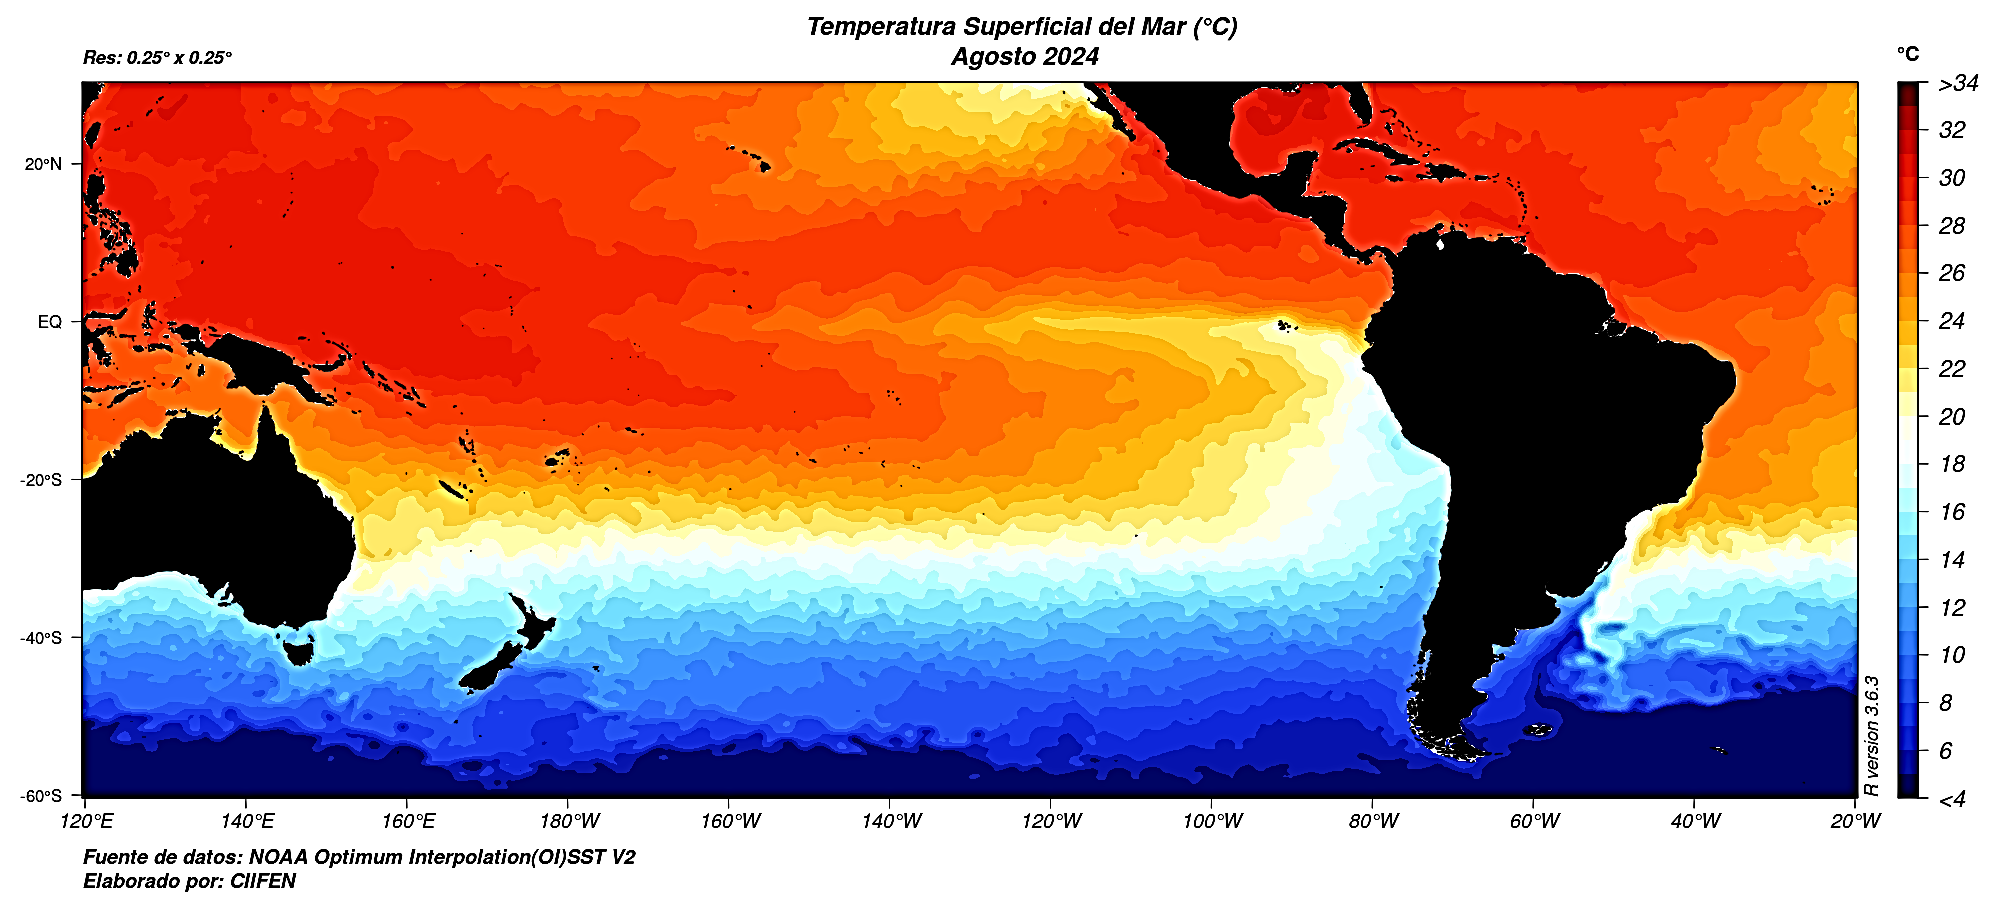 Temperatura Superficial del Mar (°C)
Agosto 2024
Res: 0.25° x 0.25°
°C
>34
32
30
28
26
24
22
20
18
16
14
12
10
8
6
<4
20°N
EQ
-20°S
-40°S
-60°S
120°E 140°E 160°E 180°W 160°W 140°W 120°W 100°W 80°W 60°W 40°W 20°W
R version 3.6.3
Fuente de datos: NOAA Optimum Interpolation(OI)SST V2
Elaborado por: CIIFEN